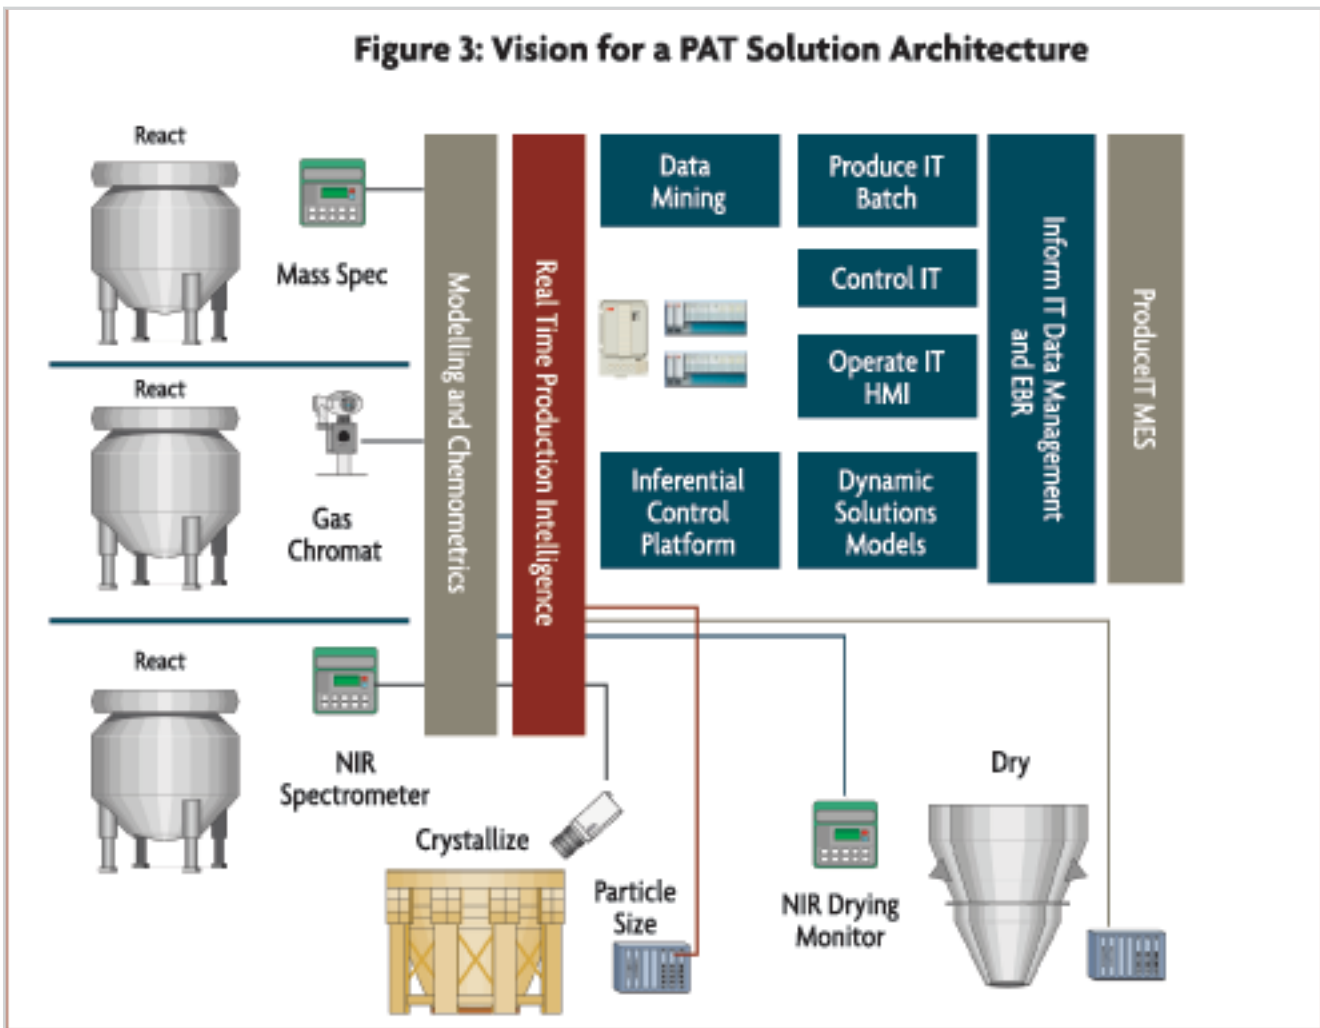 Figure 3: Vision for a PAT Solution Architecture
React
Mass Spec
React
Gas
Chromat
React
NIR
Spectrometer
Modelling and Chemometrics
Real Time Production Intelligence
Data
Mining
Produce IT
Batch
Control IT
Operate IT
HMI
Inferential
Control
Platform
Dynamic
Solutions
Models
Inform IT Data Management
and EBR
ProduceIT MES
Crystallize
Particle
Size
NIR Drying
Monitor
Dry